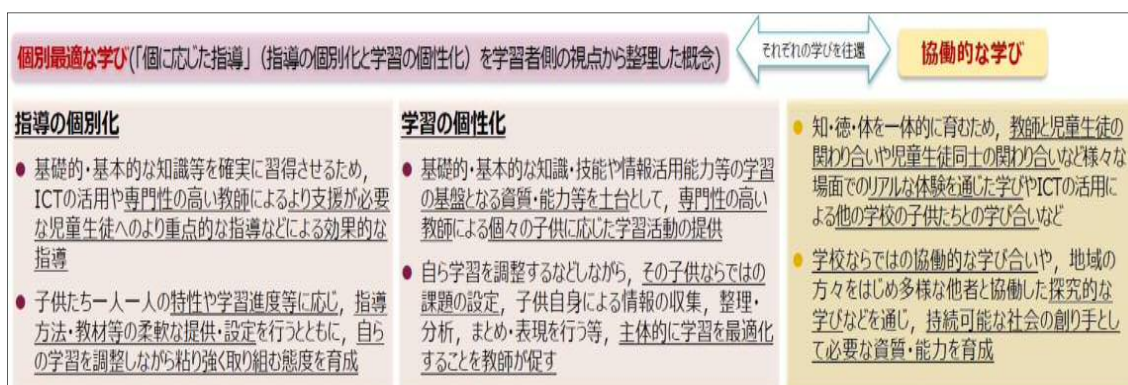 個別最適な学び(「個に応じた指導」(指導の個別化と学習の個性化)を学習者側の視点から整理した概念)
それぞれの学びを往還
協働的な学び
指導の個別化
● 基礎的・基本的な知識等を確実に習得させるため,
ICTの活用や専門性の高い教師によるより支援が必要
な児童生徒へのより重点的な指導などによる効果的な
指導
● 子供たち一人一人の特性や学習進度等に応じ,指導
方法・教材等の柔軟な提供・設定を行うとともに,自ら
の学習を調整しながら粘り強く取り組む態度を育成
学習の個性化
● 基礎的・基本的な知識・技能や情報活用能力等の学習
の基盤となる資質・能力等を土台として,専門性の高い
教師による個々の子供に応じた学習活動の提供
● 自ら学習を調整するなどしながら,その子供ならではの
課題の設定,子供自身による情報の収集,整理・
分析,まとめ・表現を行う等,主体的に学習を最適化
することを教師が促す
● 知・徳・体を一体的に育むため,教師と児童生徒の
関わり合いや児童生徒同士の関わり合いなど様々な
場面でのリアルな体験を通じた学びやICTの活用に
よる他の学校の子供たちとの学び合いなど
● 学校ならではの協働的な学び合いや,地域の
方々をはじめ多様な他者と協働した探究的な
学びなどを通じ,持続可能な社会の創り手とし
て必要な資質・能力を育成